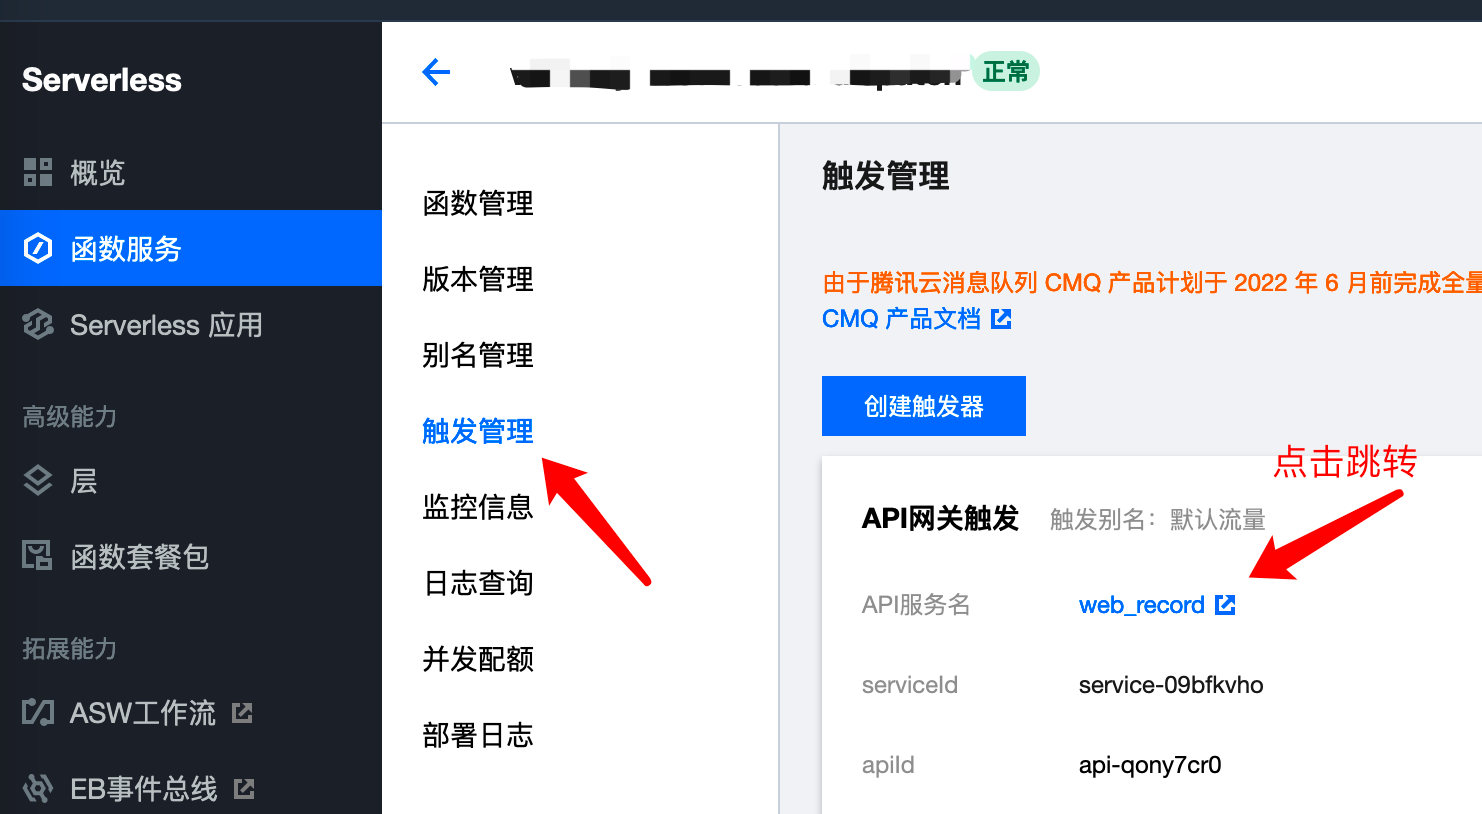 Serverless
概览
函数服务
Serverless 应用
高级能力
层
函数套餐包
拓展能力
ASW工作流
EB事件总线
正常
函数管理
版本管理
别名管理
触发管理
监控信息
日志查询
并发配额
部署日志
触发管理
由于腾讯云消息队列 CMQ 产品计划于 2022 年 6 月前完成全量
CMQ 产品文档
创建触发器
点击跳转
API网关触发 触发别名：默认流量
API服务名 web_record
serviceId service-09bfkvho
apiId api-qony7cr0